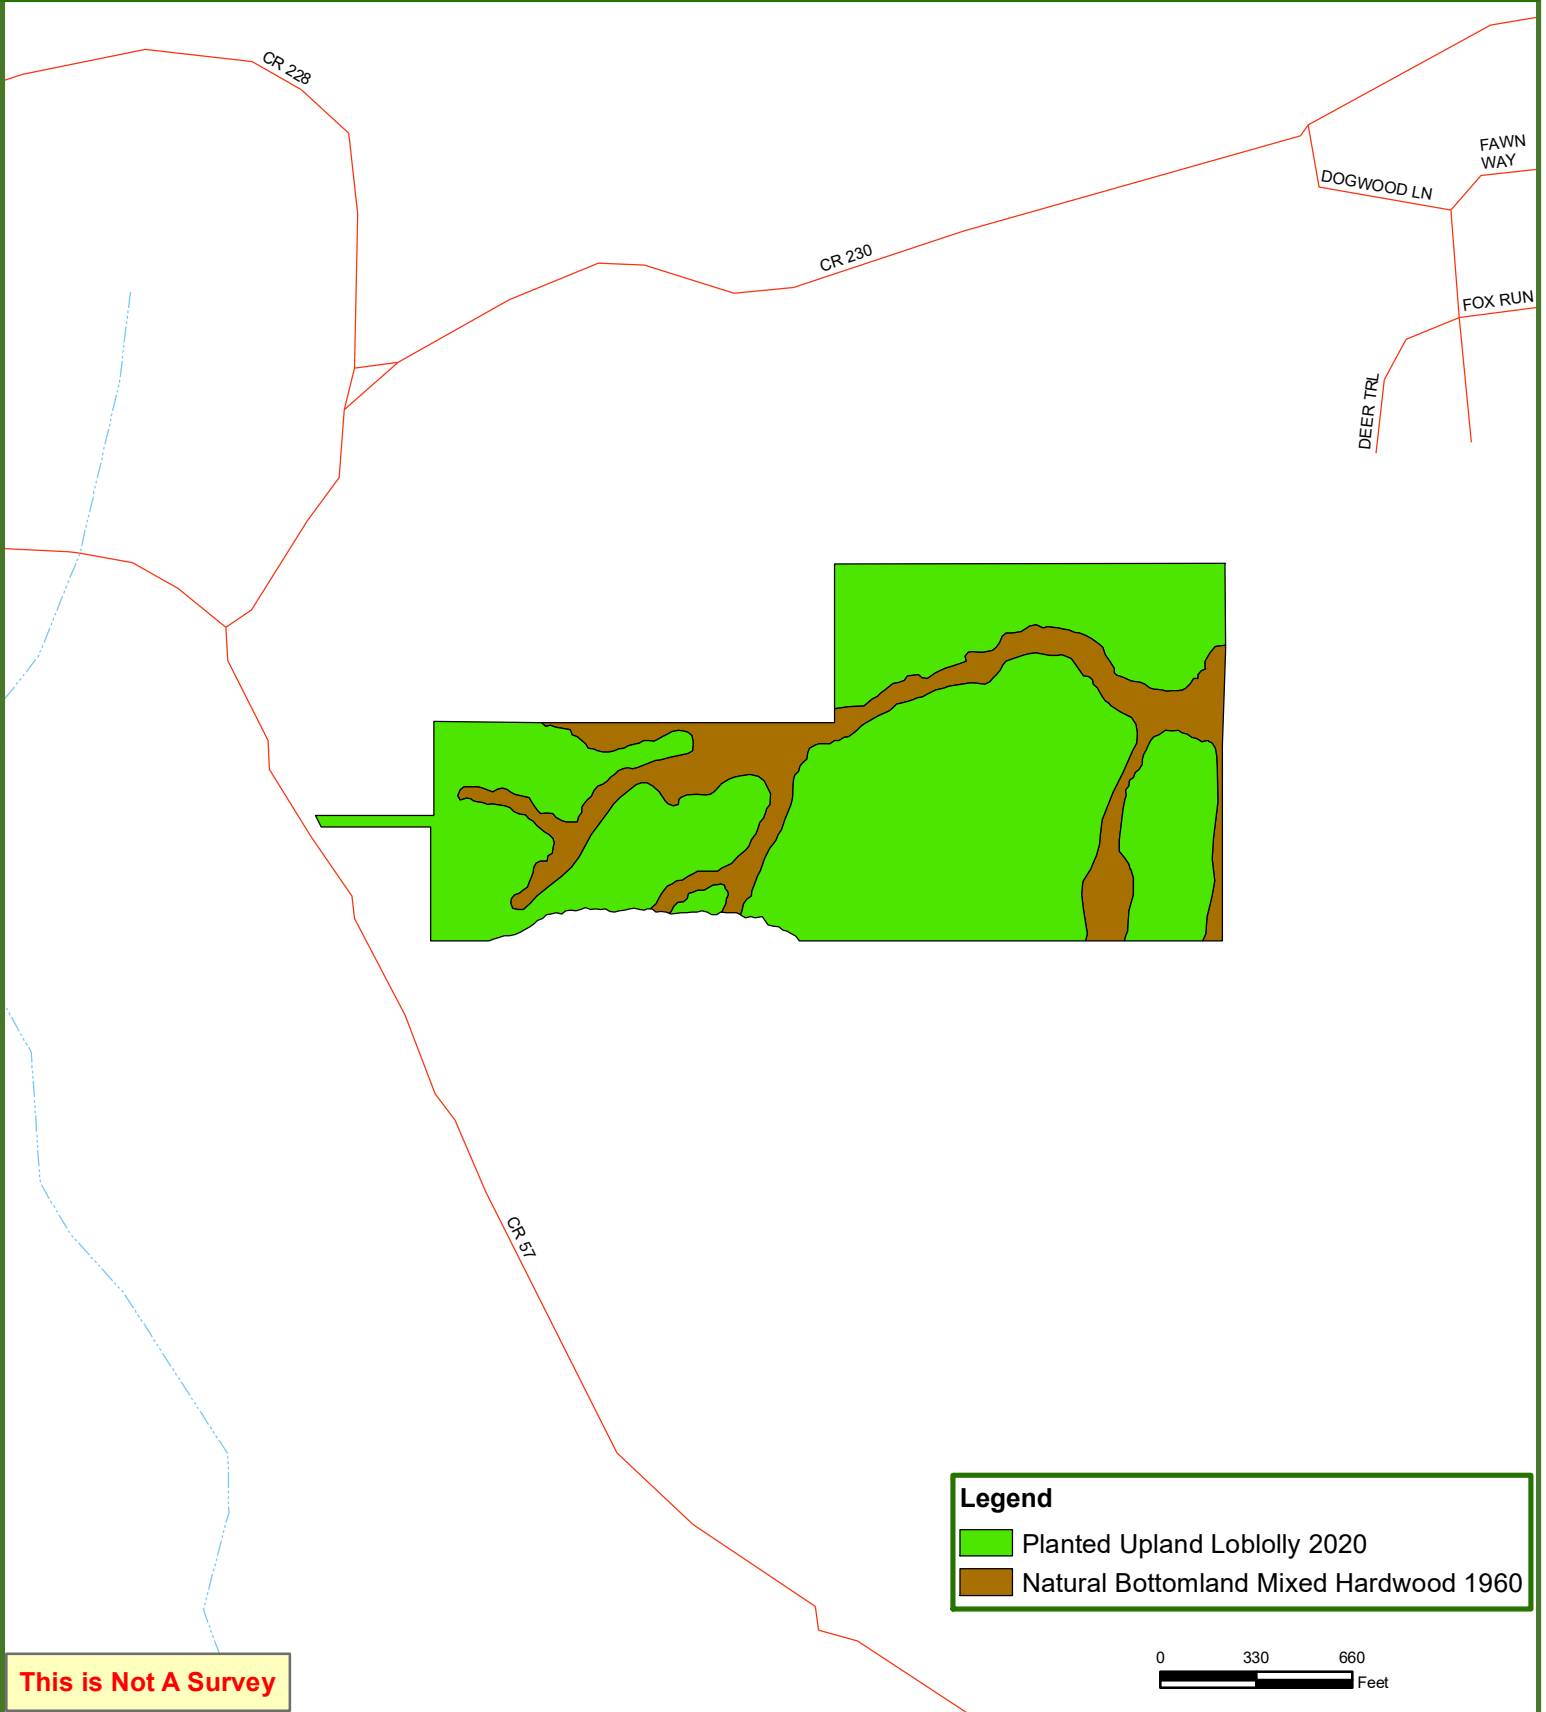 CR 228
FAWN
WAY
DOGWOOD LN
CR 230
FOX RUN
DEER TRL
CR 57
Legend
Planted Upland Loblolly 2020
Natural Bottomland Mixed Hardwood 1960
0 330 660
Feet
This is Not A Survey